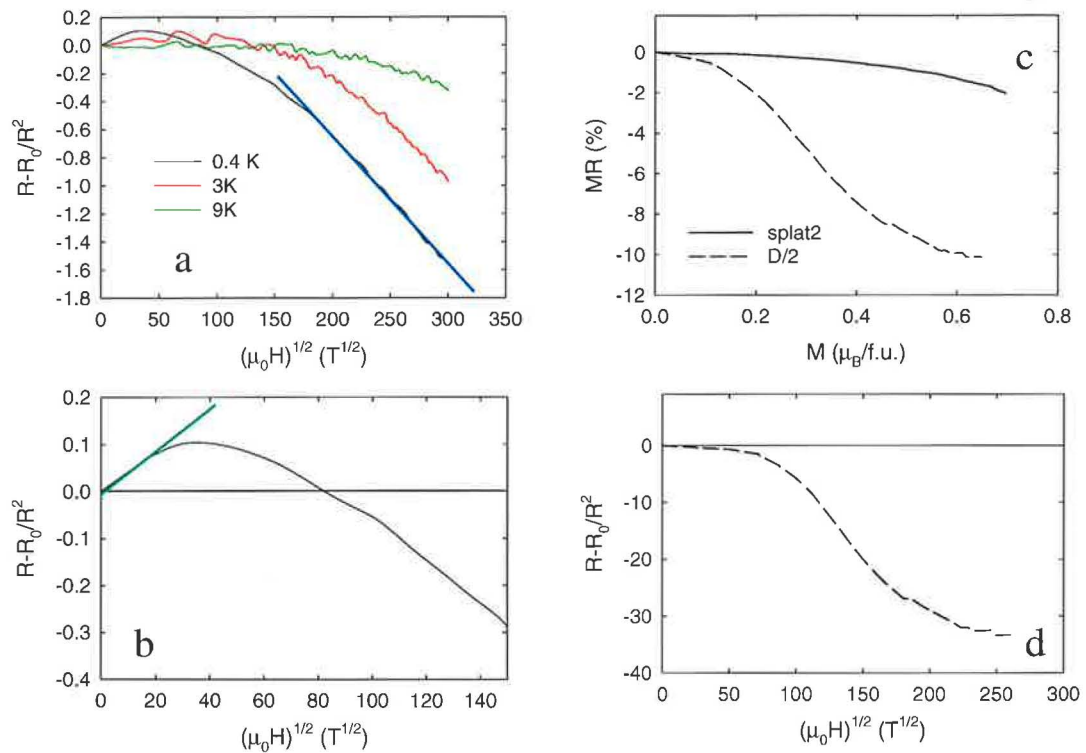 0.2
0.0
-0.2
-0.4
-0.6
-0.8
-1.0
-1.2
-1.4
-1.6
-1.8
R-R₀/R²
0.4 K
3K
9K
a
0 50 100 150 200 250 300 350
(μ₀H)^1/2 (T^1/2)
0
-2
-4
-6
-8
-10
-12
MR (%)
c
splat2
D/2
0.0 0.2 0.4 0.6 0.8
M (μ_B/f.u.)
0.2
0.1
0.0
-0.1
-0.2
-0.3
-0.4
R-R₀/R²
b
0 20 40 60 80 100 120 140
(μ₀H)^1/2 (T^1/2)
0
-10
-20
-30
-40
R-R₀/R²
d
0 50 100 150 200 250 300
(μ₀H)^1/2 (T^1/2)